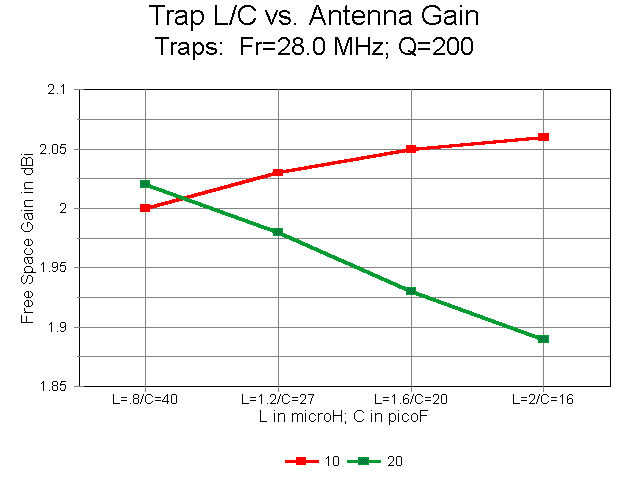 Trap L/C vs. Antenna Gain
Traps:  Fr=28.0 MHz; Q=200
Free Space Gain in dBi
2.1
2.05
2
1.95
1.9
1.85
L=.8/C=40 L=1.2/C=27 L=1.6/C=20 L=2/C=16
L in microH; C in picoF
10 20